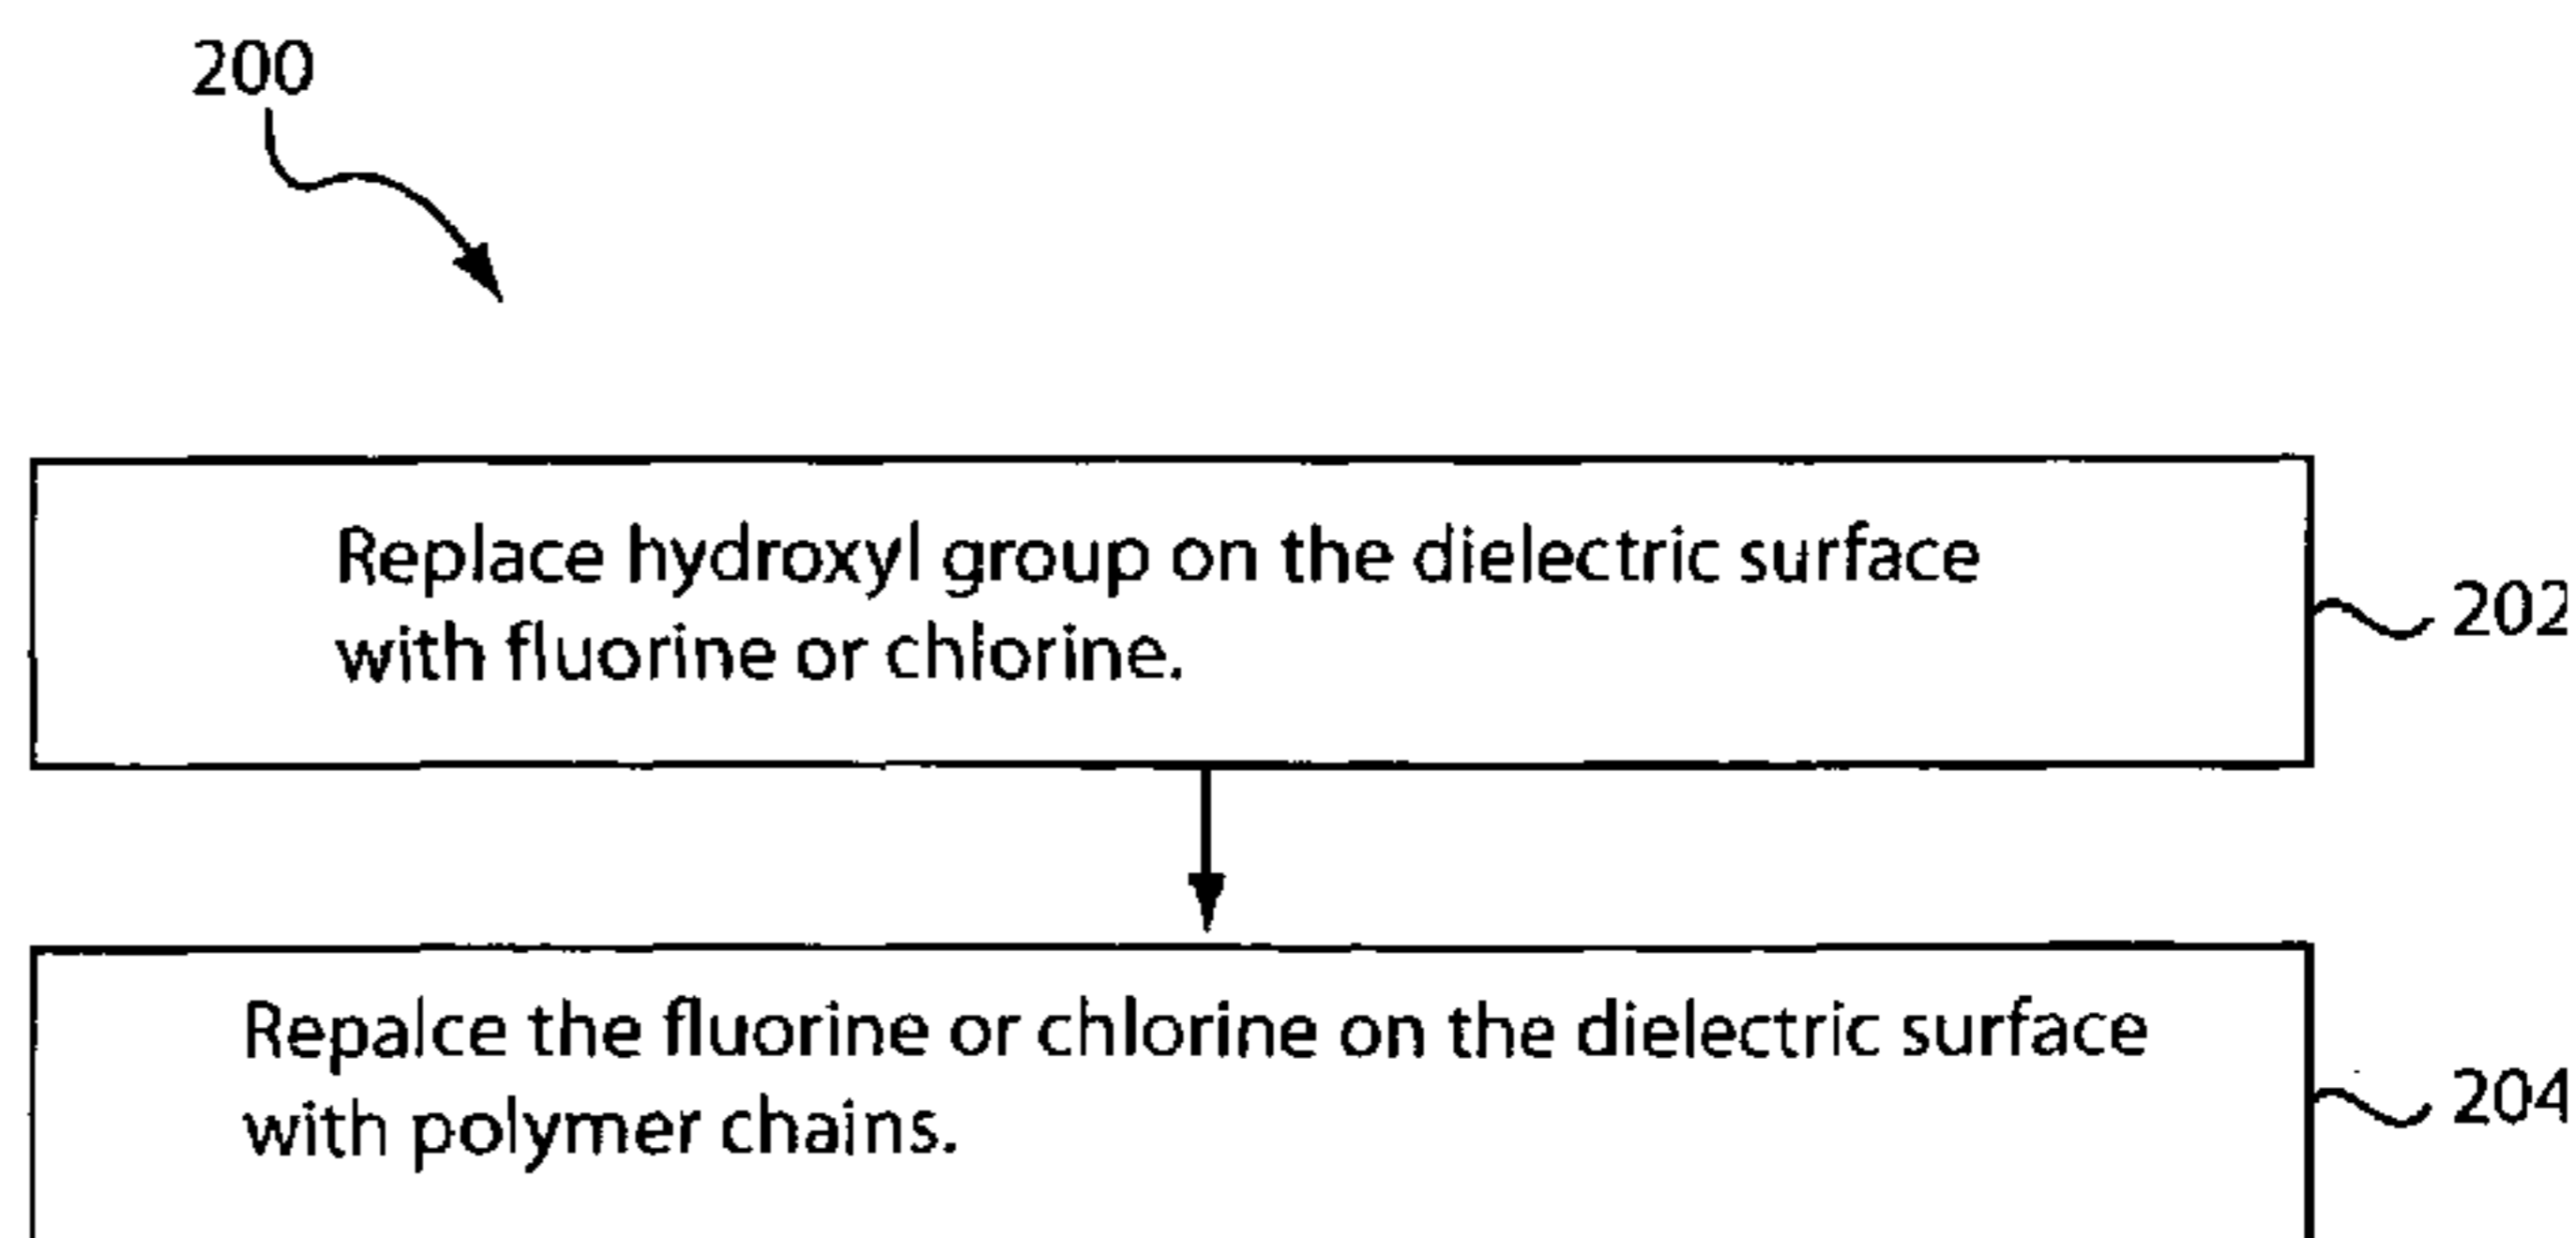 200
Replace hydroxyl group on the dielectric surface
with fluorine or chlorine.
202
Repalce the fluorine or chlorine on the dielectric surface
with polymer chains.
204